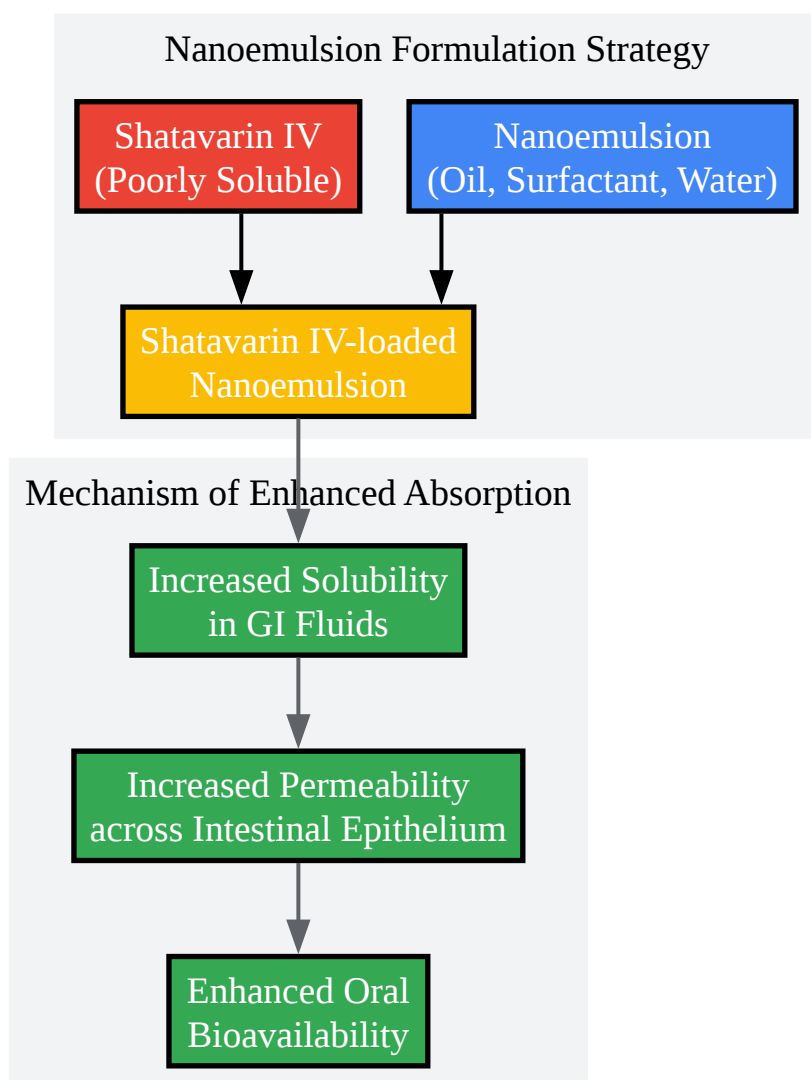 Nanoemulsion Formulation Strategy
Shatavarin IV
(Poorly Soluble)
Nanoemulsion
(Oil, Surfactant, Water)
Shatavarin IV-loaded
Nanoemulsion
Mechanism of Enhanced Absorption
Increased Solubility
in GI Fluids
Increased Permeability
across Intestinal Epithelium
Enhanced Oral
Bioavailability